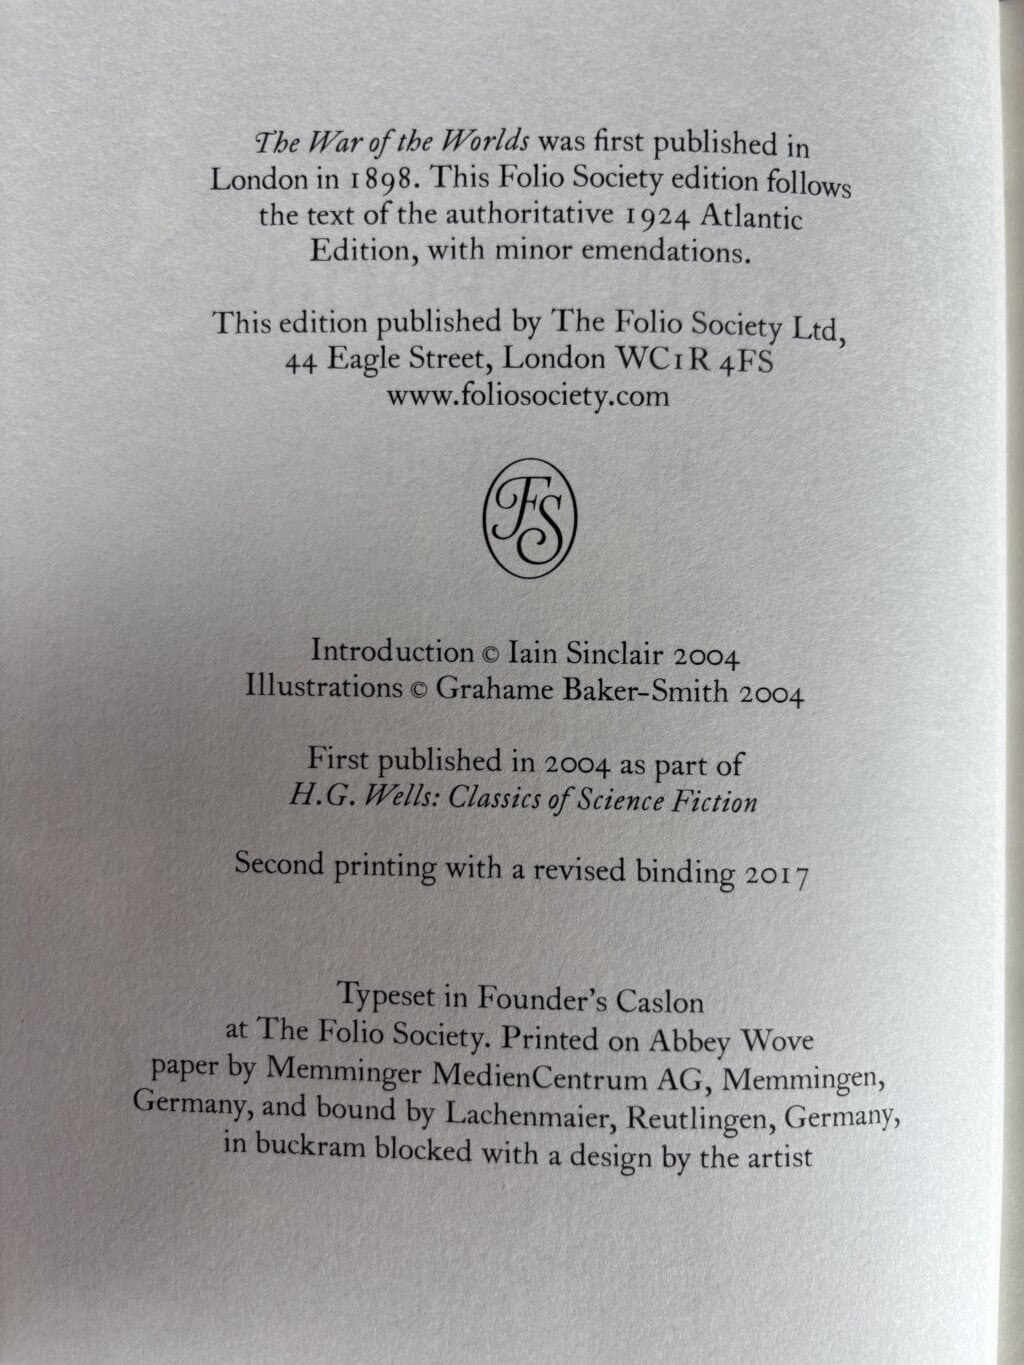 The War of the Worlds was first published in
London in 1898. This Folio Society edition follows
the text of the authoritative 1924 Atlantic
Edition, with minor emendations.
This edition published by The Folio Society Ltd,
44 Eagle Street, London WC1R 4FS
www.foliosociety.com
FS
Introduction © Iain Sinclair 2004
Illustrations © Grahame Baker-Smith 2004
First published in 2004 as part of
H.G. Wells: Classics of Science Fiction
Second printing with a revised binding 2017
Typeset in Founder's Caslon
at The Folio Society. Printed on Abbey Wove
paper by Memminger MedienCentrum AG, Memmingen,
Germany, and bound by Lachenmaier, Reutlingen, Germany,
in buckram blocked with a design by the artist